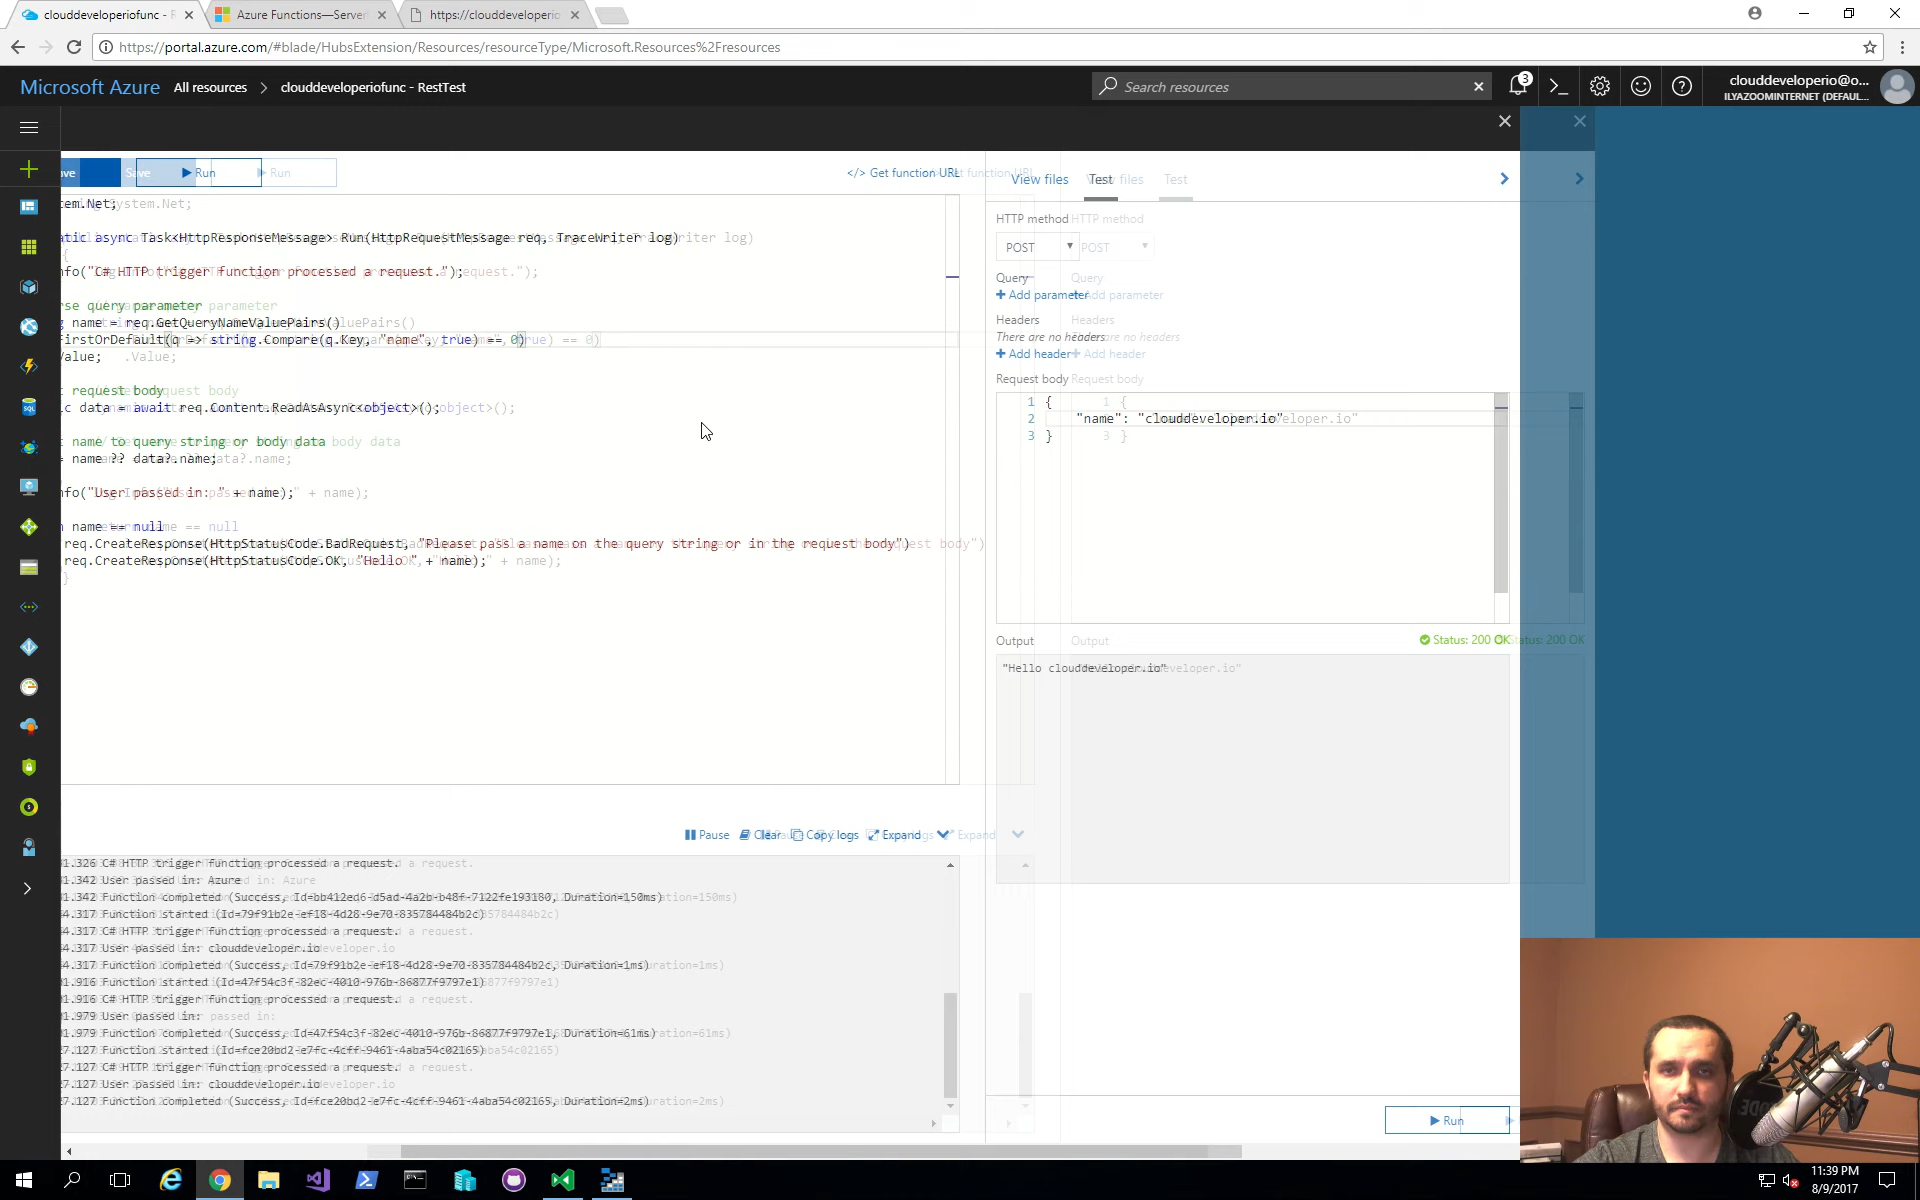 clouddeveloperiofunc - R
Azure Functions—Server
https://clouddeveloperio
https://portal.azure.com/#blade/HubsExtension/Resources/resourceType/Microsoft.Resources%2Fresources
Microsoft Azure All resources > clouddeveloperiofunc - RestTest
Search resources
3
clouddeveloperio@o...
ILYAZOOMINTERNET (DEFAUL...
ve Save Run Run
</> Get function URL
View files Test
em.Net;
tic async Task<HttpResponseMessage> Run(HttpRequestMessage req, TraceWriter log)
{
nfo("C# HTTP trigger function processed a request.");
rse query parameter
name = req.GetQueryNameValuePairs()
FirstOrDefault(q => string.Compare(q.Key, "name", true) == 0)
Value;
request body
c data = await req.Content.ReadAsAsync<object>();
name to query string or body data
= name ?? data?.name;
nfo("User passed in: " + name);
n name == null
req.CreateResponse(HttpStatusCode.BadRequest, "Please pass a name on the query string or in the request body")
req.CreateResponse(HttpStatusCode.OK, "Hello " + name);
}
HTTP method
POST
Query
+ Add parameter
Headers
There are no headers
+ Add header
Request body
1 {
2 "name": "clouddeveloper.io"
3 }
Output
Status: 200 OK
"Hello clouddeveloper.io"
Run
Pause Clear Copy logs Expand
1.326 C# HTTP trigger function processed a request.
1.342 User passed in: Azure
1.342 Function completed (Success, Id=bb412ed6-d5ad-4a2b-b48f-7122fe193180, Duration=150ms)
4.317 Function started (Id=79f91b2e-ef18-4d28-9e70-835784484b2c)
4.317 C# HTTP trigger function processed a request.
4.317 User passed in: clouddeveloper.io
4.317 Function completed (Success, Id=79f91b2e-ef18-4d28-9e70-835784484b2c, Duration=1ms)
1.916 Function started (Id=47f54c3f-82ec-4010-976b-86877f9797e1)
1.916 C# HTTP trigger function processed a request.
1.979 User passed in:
1.979 Function completed (Success, Id=47f54c3f-82ec-4010-976b-86877f9797e1, Duration=61ms)
7.127 Function started (Id=fce20bd2-e7fc-4cff-9461-4aba54c02165)
7.127 C# HTTP trigger function processed a request.
7.127 User passed in: clouddeveloper.io
7.127 Function completed (Success, Id=fce20bd2-e7fc-4cff-9461-4aba54c02165, Duration=2ms)
11:39 PM
8/9/2017